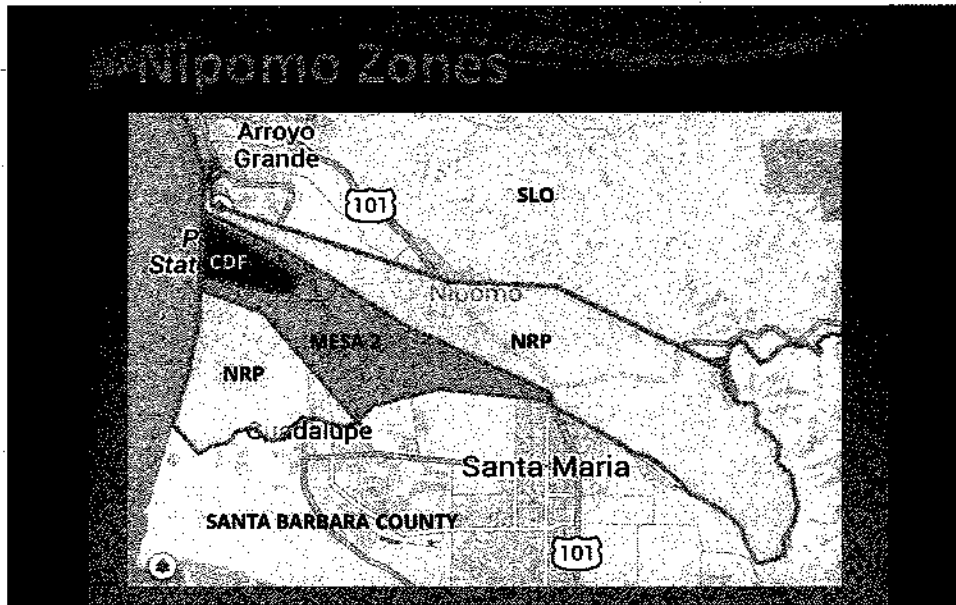 Nipomo Zones
Arroyo
Grande
101
SLO
P
Stat
CDF
Nipomo
MESA 2
NRP
NRP
Guadalupe
Santa Maria
SANTA BARBARA COUNTY
101